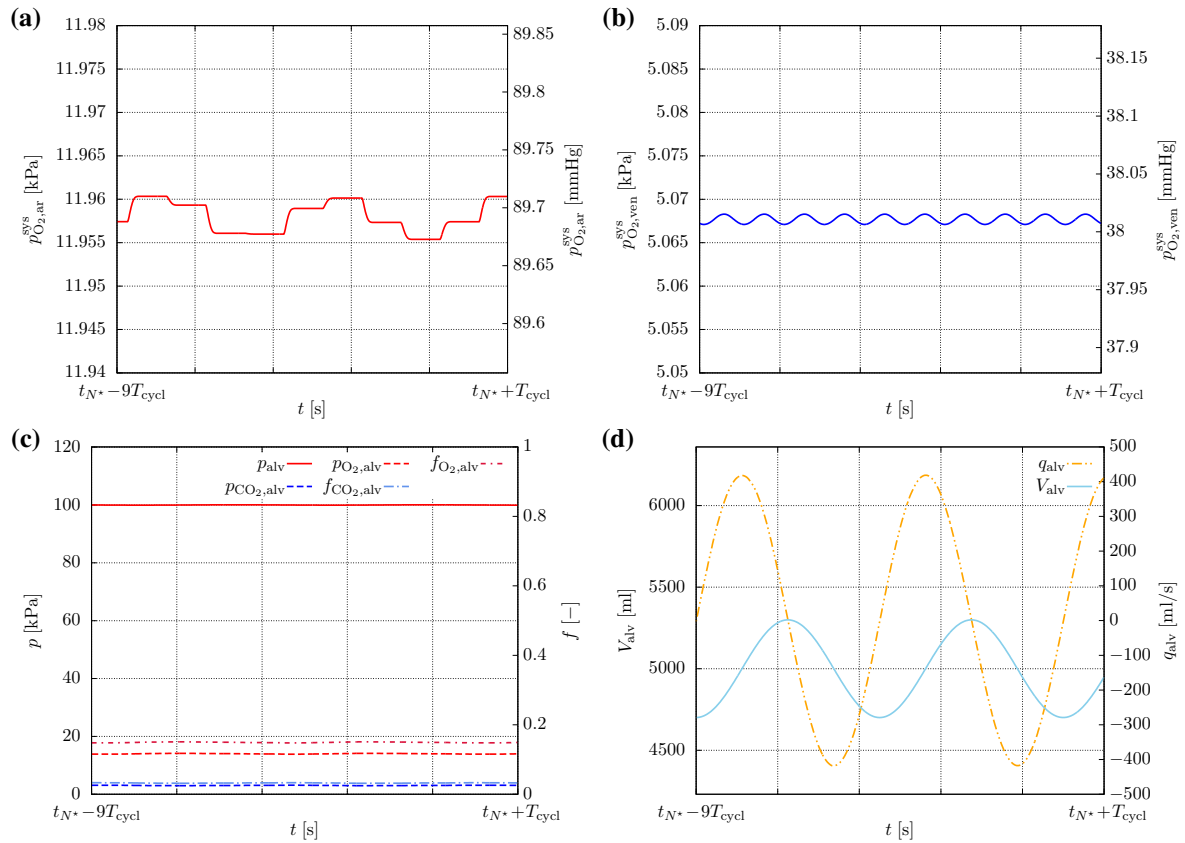 (a)
11.98
11.975
11.97
11.965
11.96
11.955
11.95
11.945
11.94
p^sys_O₂,ar [kPa]
89.85
89.8
89.75
89.7
89.65
89.6
p^sys_O₂,ar [mmHg]
t_N⋆−9T_cycl
t_N⋆+T_cycl
t [s]
(b)
5.09
5.085
5.08
5.075
5.07
5.065
5.06
5.055
5.05
p^sys_O₂,ven [kPa]
38.15
38.1
38.05
38
37.95
37.9
p^sys_O₂,ven [mmHg]
t_N⋆−9T_cycl
t_N⋆+T_cycl
t [s]
(c)
120
100
80
60
40
20
0
p [kPa]
p_alv
p_O₂,alv
f_O₂,alv
p_CO₂,alv
f_CO₂,alv
1
0.8
0.6
0.4
0.2
0
f [−]
t_N⋆−9T_cycl
t_N⋆+T_cycl
t [s]
(d)
6000
5500
5000
4500
V_alv [ml]
q_alv
V_alv
500
400
300
200
100
0
−100
−200
−300
−400
−500
q_alv [ml/s]
t_N⋆−9T_cycl
t_N⋆+T_cycl
t [s]